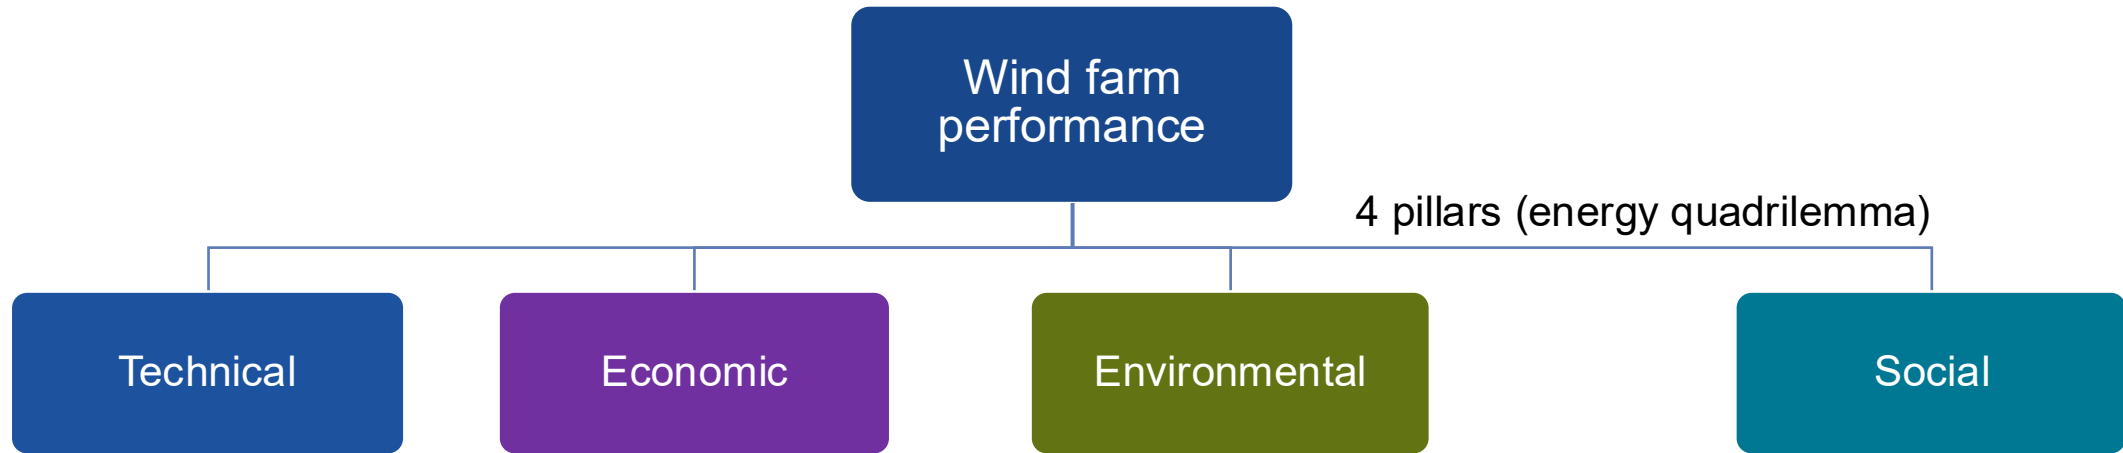 Wind farm
performance
4 pillars (energy quadrilemma)
Technical
Economic
Environmental
Social